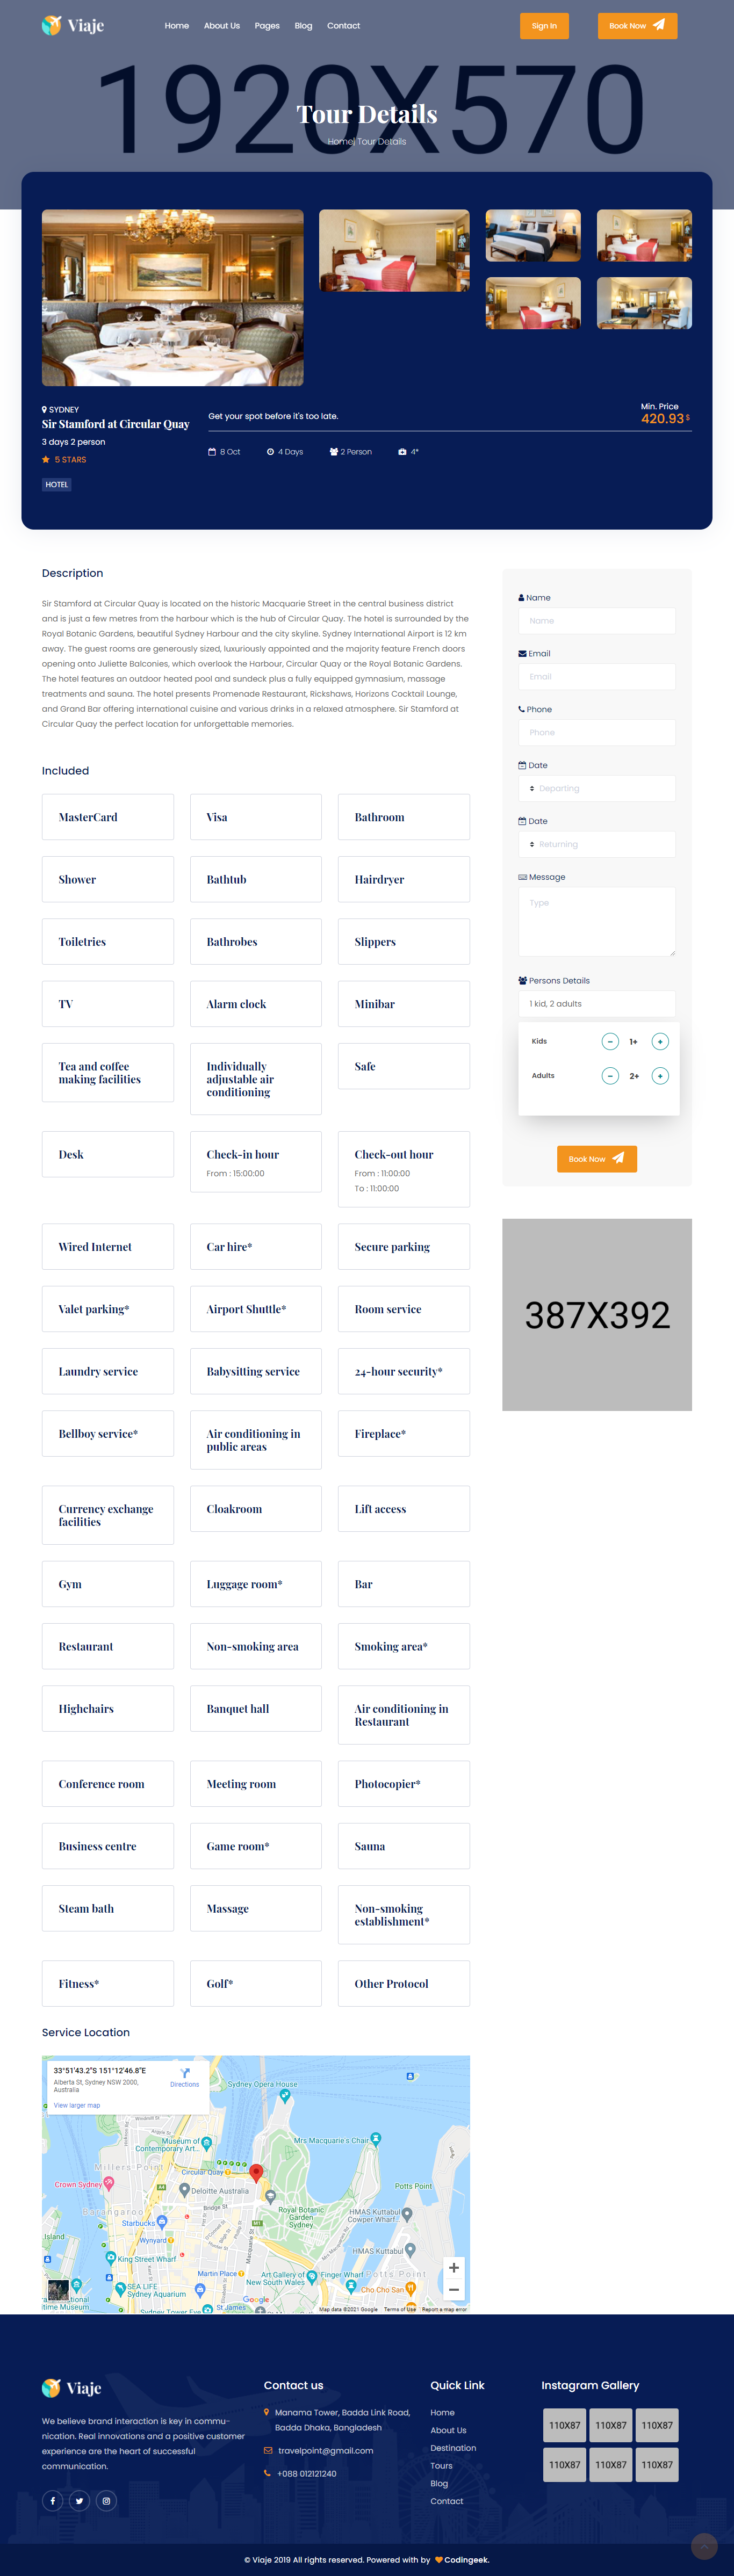 Viaje
Home About Us Pages Blog Contact
Sign In
Book Now
1920X570
Tour Details
Home| Tour Details
SYDNEY
Sir Stamford at Circular Quay
3 days 2 person
5 STARS
HOTEL
Get your spot before it's too late.
Min. Price
420.93 $
8 Oct 4 Days 2 Person 4*
Description
Sir Stamford at Circular Quay is located on the historic Macquarie Street in the central business district
and is just a few metres from the harbour which is the hub of Circular Quay. The hotel is surrounded by the
Royal Botanic Gardens, beautiful Sydney Harbour and the city skyline. Sydney International Airport is 12 km
away. The guest rooms are generously sized, luxuriously appointed and the majority feature French doors
opening onto Juliette Balconies, which overlook the Harbour, Circular Quay or the Royal Botanic Gardens.
The hotel features an outdoor heated pool and sundeck plus a fully equipped gymnasium, massage
treatments and sauna. The hotel presents Promenade Restaurant, Rickshaws, Horizons Cocktail Lounge,
and Grand Bar offering international cuisine and various drinks in a relaxed atmosphere. Sir Stamford at
Circular Quay the perfect location for unforgettable memories.
Included
MasterCard
Visa
Bathroom
Shower
Bathtub
Hairdryer
Toiletries
Bathrobes
Slippers
TV
Alarm clock
Minibar
Tea and coffee
making facilities
Individually
adjustable air
conditioning
Safe
Desk
Check-in hour
From : 15:00:00
Check-out hour
From : 11:00:00
To : 11:00:00
Wired Internet
Car hire*
Secure parking
Valet parking*
Airport Shuttle*
Room service
Laundry service
Babysitting service
24-hour security*
Bellboy service*
Air conditioning in
public areas
Fireplace*
Currency exchange
facilities
Cloakroom
Lift access
Gym
Luggage room*
Bar
Restaurant
Non-smoking area
Smoking area*
Highchairs
Banquet hall
Air conditioning in
Restaurant
Conference room
Meeting room
Photocopier*
Business centre
Game room*
Sauna
Steam bath
Massage
Non-smoking
establishment*
Fitness*
Golf*
Other Protocol
Name
Name
Email
Email
Phone
Phone
Date
Departing
Date
Returning
Message
Type
Persons Details
1 kid, 2 adults
Kids − 1+ +
Adults − 2+ +
Book Now
387X392
Service Location
33°51'43.2"S 151°12'46.8"E
Alberta St, Sydney NSW 2000,
Australia
Directions
View larger map
Sydney Opera House
Museum of
Contemporary Art...
Mrs Macquarie's Chair
Millers Point
Circular Quay
Crown Sydney
Deloitte Australia
Potts Point
Barangaroo
Bridge St
Royal Botanic
Garden
Sydney
Macquarie St
Starbucks
HMAS Kuttabul
Cowper Wharf...
Wynyard
Island
King Street Wharf
HMAS Kuttabul
Martin Place
Art Gallery of
New South Wales
Fringe
Potts Point
SEA LIFE
Sydney Aquarium
Cho Cho San
time Museum
Sydney Tower Eye
St James
Google
Map data ©2021 Google Terms of Use Report a map error
+
−
Viaje
We believe brand interaction is key in commu-
nication. Real innovations and a positive customer
experience are the heart of successful
communication.
Contact us
Manama Tower, Badda Link Road,
Badda Dhaka, Bangladesh
travelpoint@gmail.com
+088 012121240
Quick Link
Home
About Us
Destination
Tours
Blog
Contact
Instagram Gallery
110X87 110X87 110X87
110X87 110X87 110X87
© Viaje 2019 All rights reserved. Powered with by Codingeek.